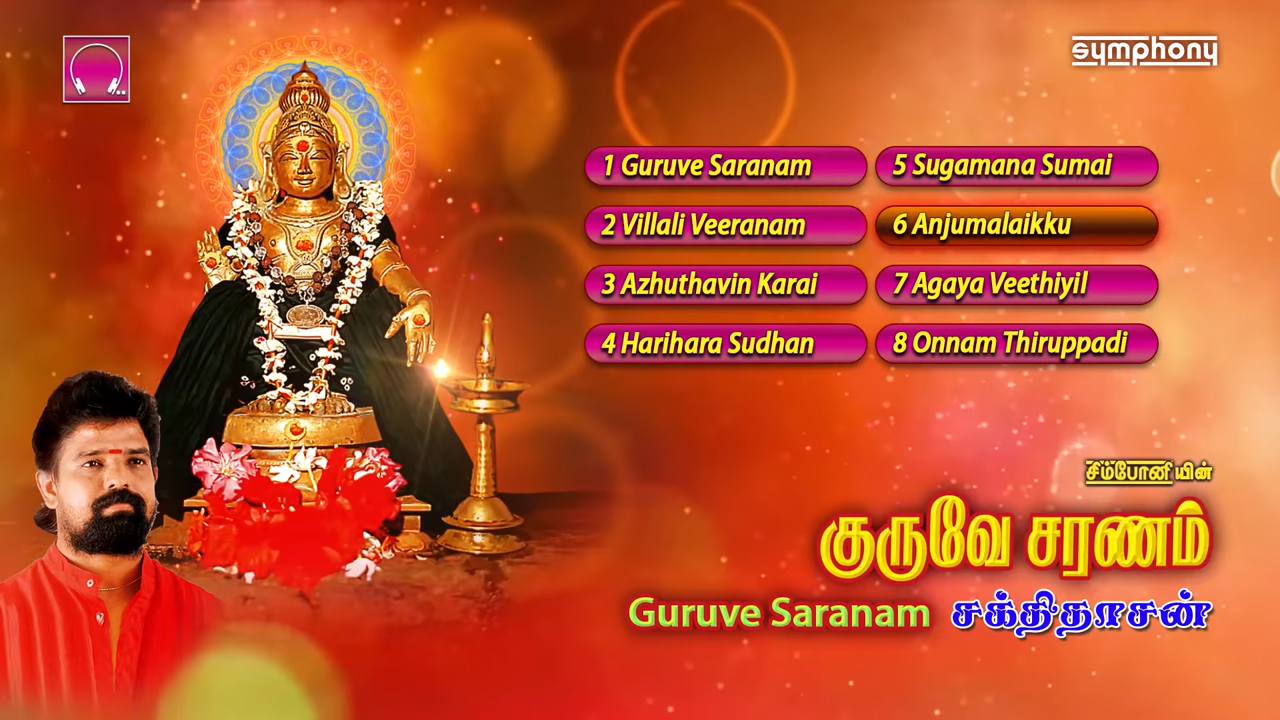 symphony
1 Guruve Saranam
2 Villali Veeranam
3 Azhuthavin Karai
4 Harihara Sudhan
5 Sugamana Sumai
6 Anjumalaikku
7 Agaya Veethiyil
8 Onnam Thiruppadi
சிம்போனியின்
குருவே சரணம்
Guruve Saranam சக்திதாசன்